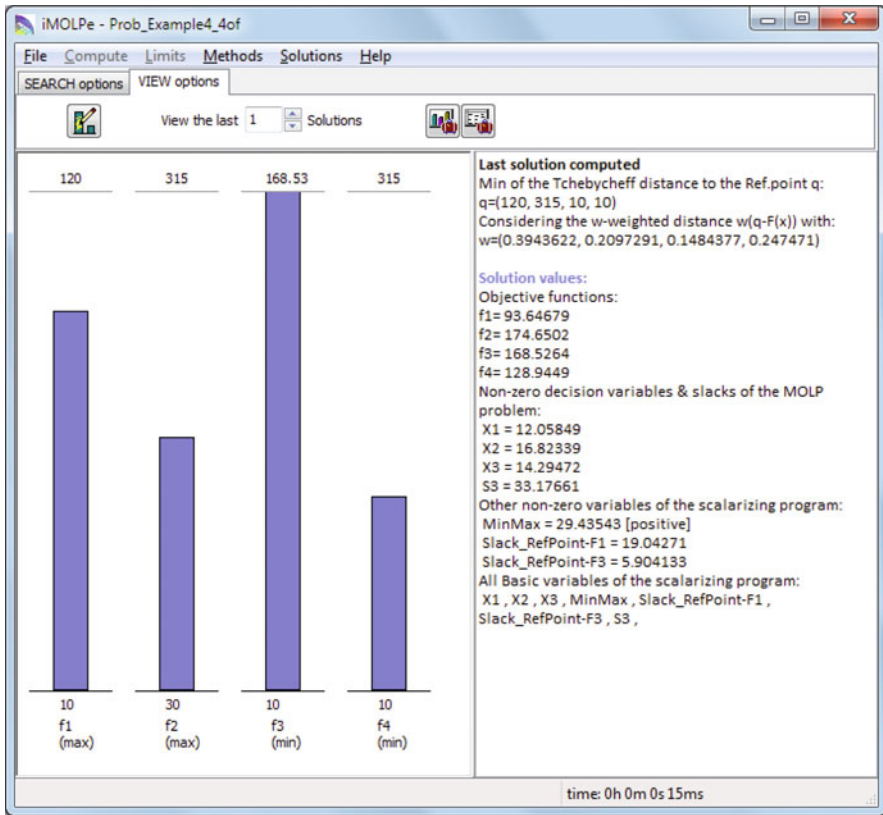 iMOLPe - Prob_Example4_4of
File Compute Limits Methods Solutions Help
SEARCH options VIEW options
View the last 1 Solutions
120 315 168.53 315
10 30 10 10
f1 f2 f3 f4
(max) (max) (min) (min)
Last solution computed
Min of the Tchebycheff distance to the Ref.point q:
q=(120, 315, 10, 10)
Considering the w-weighted distance w(q-F(x)) with:
w=(0.3943622, 0.2097291, 0.1484377, 0.247471)
Solution values:
Objective functions:
f1= 93.64679
f2= 174.6502
f3= 168.5264
f4= 128.9449
Non-zero decision variables & slacks of the MOLP
problem:
X1 = 12.05849
X2 = 16.82339
X3 = 14.29472
S3 = 33.17661
Other non-zero variables of the scalarizing program:
MinMax = 29.43543 [positive]
Slack_RefPoint-F1 = 19.04271
Slack_RefPoint-F3 = 5.904133
All Basic variables of the scalarizing program:
X1 , X2 , X3 , MinMax , Slack_RefPoint-F1 ,
Slack_RefPoint-F3 , S3 ,
time: 0h 0m 0s 15ms